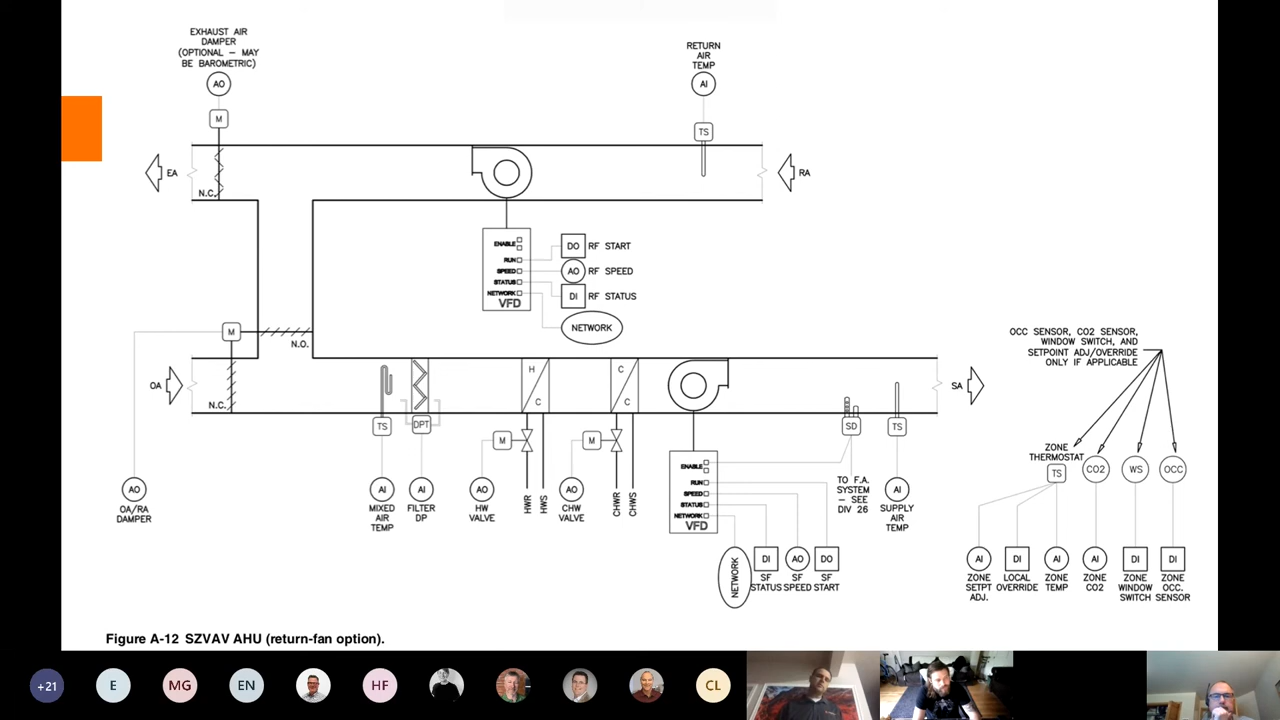 EXHAUST AIR
DAMPER
(OPTIONAL – MAY
BE BAROMETRIC)
AO
M
RETURN
AIR
TEMP
AI
TS
EA
N.C.
RA
ENABLE
RUN
SPEED
STATUS
NETWORK
VFD
DO RF START
AO RF SPEED
DI RF STATUS
NETWORK
M
N.O.
OA
N.C.
H
C
C
C
SA
TS
DPT
M
M
SD
TS
AO
OA/RA
DAMPER
AI
MIXED
AIR
TEMP
AI
FILTER
DP
AO
HW
VALVE
HWR
HWS
AO
CHW
VALVE
CHWR
CHWS
ENABLE
RUN
SPEED
STATUS
NETWORK
VFD
TO F.A.
SYSTEM
– SEE
DIV 26
AI
SUPPLY
AIR
TEMP
NETWORK
DI
SF
STATUS
AO
SF
SPEED
DO
SF
START
OCC SENSOR, CO2 SENSOR,
WINDOW SWITCH, AND
SETPOINT ADJ/OVERRIDE
ONLY IF APPLICABLE
ZONE
THERMOSTAT
TS
CO2
WS
OCC
AI
ZONE
SETPT
ADJ.
DI
LOCAL
OVERRIDE
AI
ZONE
TEMP
AI
ZONE
CO2
DI
ZONE
WINDOW
SWITCH
DI
ZONE
OCC.
SENSOR
Figure A-12 SZVAV AHU (return-fan option).
+21
E
MG
EN
HF
CL